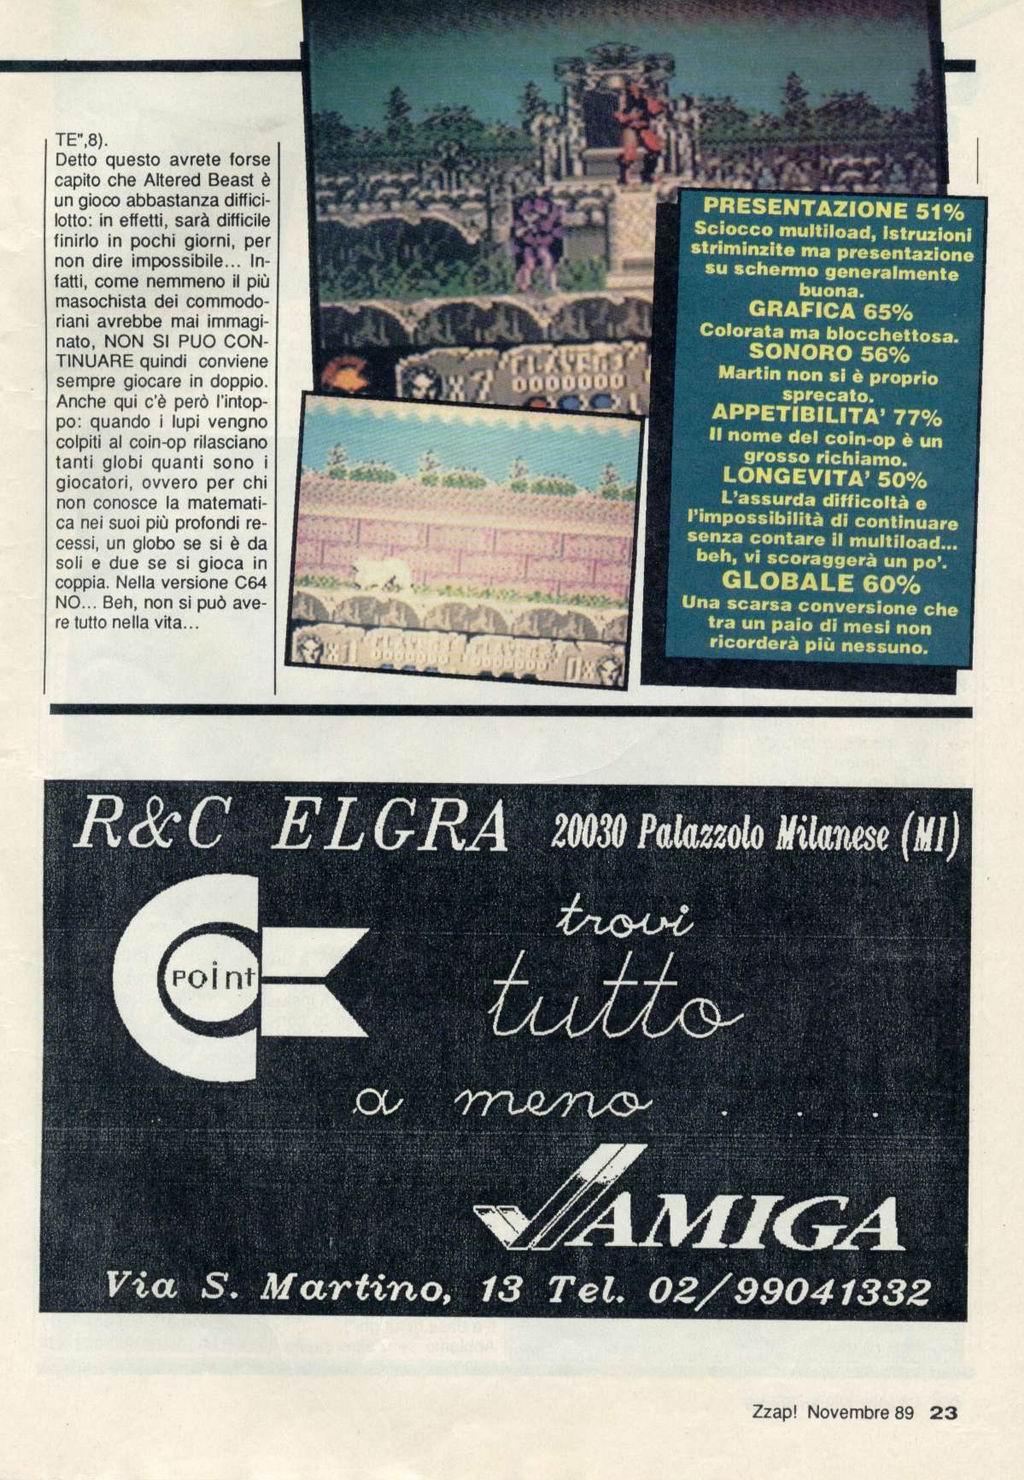 TE",8).
Detto questo avrete forse
capito che Altered Beast è
un gioco abbastanza diffici-
lotto: in effetti, sarà difficile
finirlo in pochi giorni, per
non dire impossibile... In-
fatti, come nemmeno il più
masochista dei commodo-
riani avrebbe mai immagi-
nato, NON SI PUO CON-
TINUARE quindi conviene
sempre giocare in doppio.
Anche qui c'è però l'intop-
po: quando i lupi vengno
colpiti al coin-op rilasciano
tanti globi quanti sono i
giocatori, ovvero per chi
non conosce la matemati-
ca nei suoi più profondi re-
cessi, un globo se si è da
soli e due se si gioca in
coppia. Nella versione C64
NO... Beh, non si può ave-
re tutto nella vita...
X7 PLAYER2
0000000
PLAYER1 PLAYER2
PRESENTAZIONE 51%
Sciocco multiload, istruzioni
striminzite ma presentazione
su schermo generalmente
buona.
GRAFICA 65%
Colorata ma blocchettosa.
SONORO 56%
Martin non si è proprio
sprecato.
APPETIBILITA' 77%
Il nome del coin-op è un
grosso richiamo.
LONGEVITA' 50%
L'assurda difficoltà e
l'impossibilità di continuare
senza contare il multiload...
beh, vi scoraggerà un po'.
GLOBALE 60%
Una scarsa conversione che
tra un paio di mesi non
ricorderà più nessuno.
R&C ELGRA 20030 Palazzolo Milanese (MI)
Point
trovi
tutto
a meno . . .
AMIGA
Via S. Martino, 13 Tel. 02/99041332
Zzap! Novembre 89 23